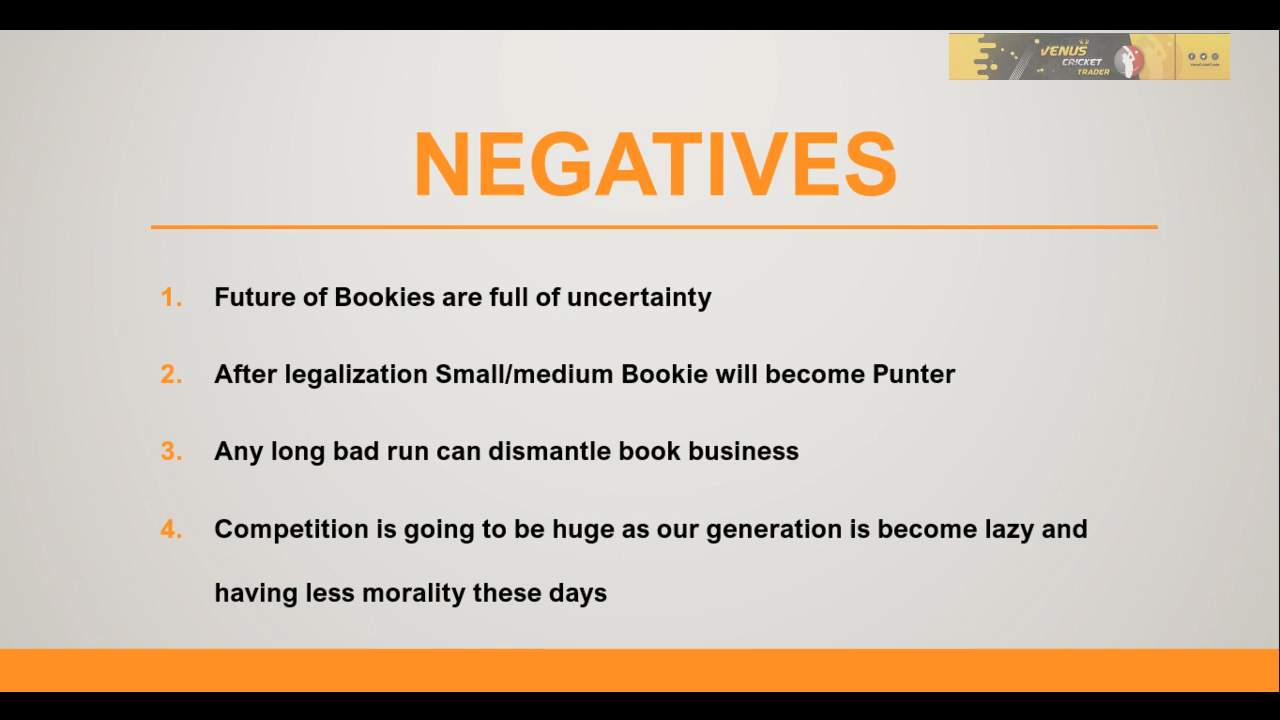 VENUS
CRICKET
TRADER
NEGATIVES
1. Future of Bookies are full of uncertainty
2. After legalization Small/medium Bookie will become Punter
3. Any long bad run can dismantle book business
4. Competition is going to be huge as our generation is become lazy and
having less morality these days